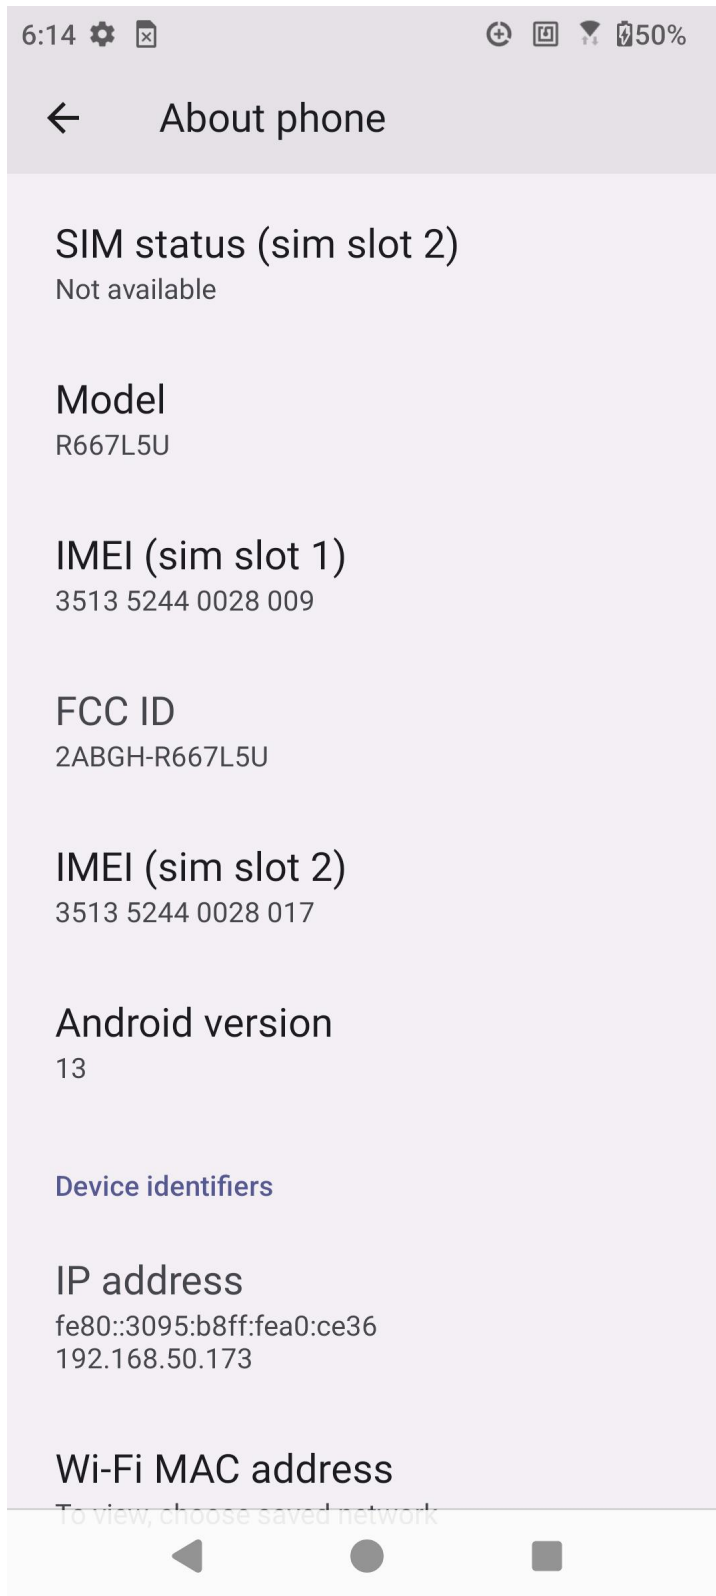 6:14
50%
About phone
SIM status (sim slot 2)
Not available
Model
R667L5U
IMEI (sim slot 1)
3513 5244 0028 009
FCC ID
2ABGH-R667L5U
IMEI (sim slot 2)
3513 5244 0028 017
Android version
13
Device identifiers
IP address
fe80::3095:b8ff:fea0:ce36
192.168.50.173
Wi-Fi MAC address
To view, choose saved network